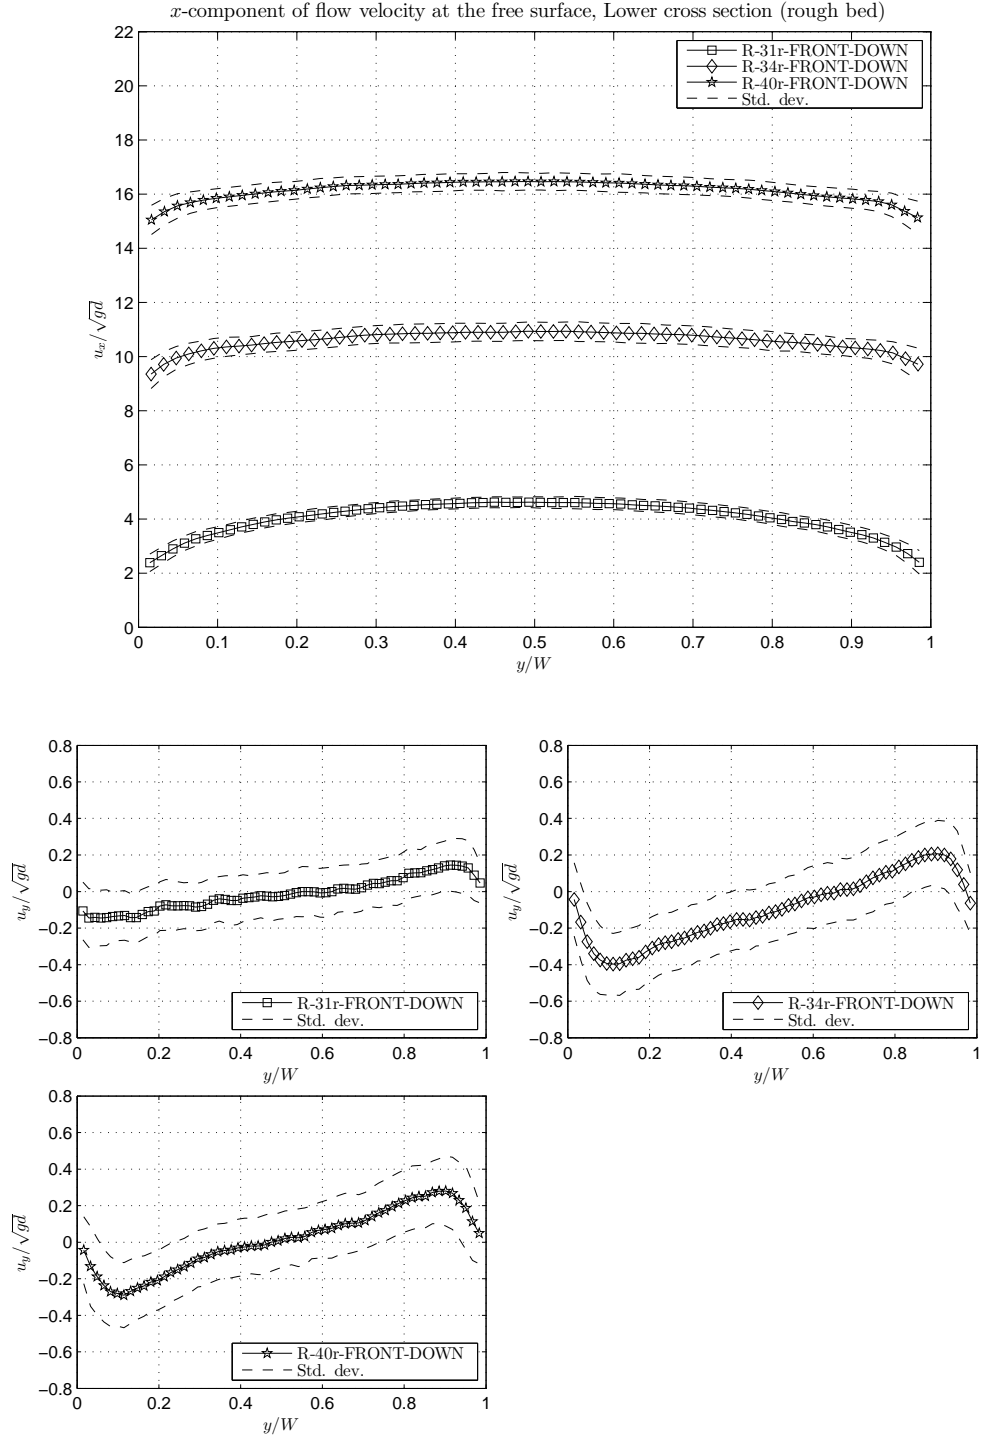 x-component of flow velocity at the free surface, Lower cross section (rough bed)
22
20
18
16
14
12
10
8
6
4
2
0
u_x/√gd
R-31r-FRONT-DOWN
R-34r-FRONT-DOWN
R-40r-FRONT-DOWN
Std. dev.
0 0.1 0.2 0.3 0.4 0.5 0.6 0.7 0.8 0.9 1
y/W
0.8
0.6
0.4
0.2
0
−0.2
−0.4
−0.6
−0.8
u_y/√gd
R-31r-FRONT-DOWN
Std. dev.
0 0.2 0.4 0.6 0.8 1
y/W
0.8
0.6
0.4
0.2
0
−0.2
−0.4
−0.6
−0.8
u_y/√gd
R-34r-FRONT-DOWN
Std. dev.
0 0.2 0.4 0.6 0.8 1
y/W
0.8
0.6
0.4
0.2
0
−0.2
−0.4
−0.6
−0.8
u_y/√gd
R-40r-FRONT-DOWN
Std. dev.
0 0.2 0.4 0.6 0.8 1
y/W